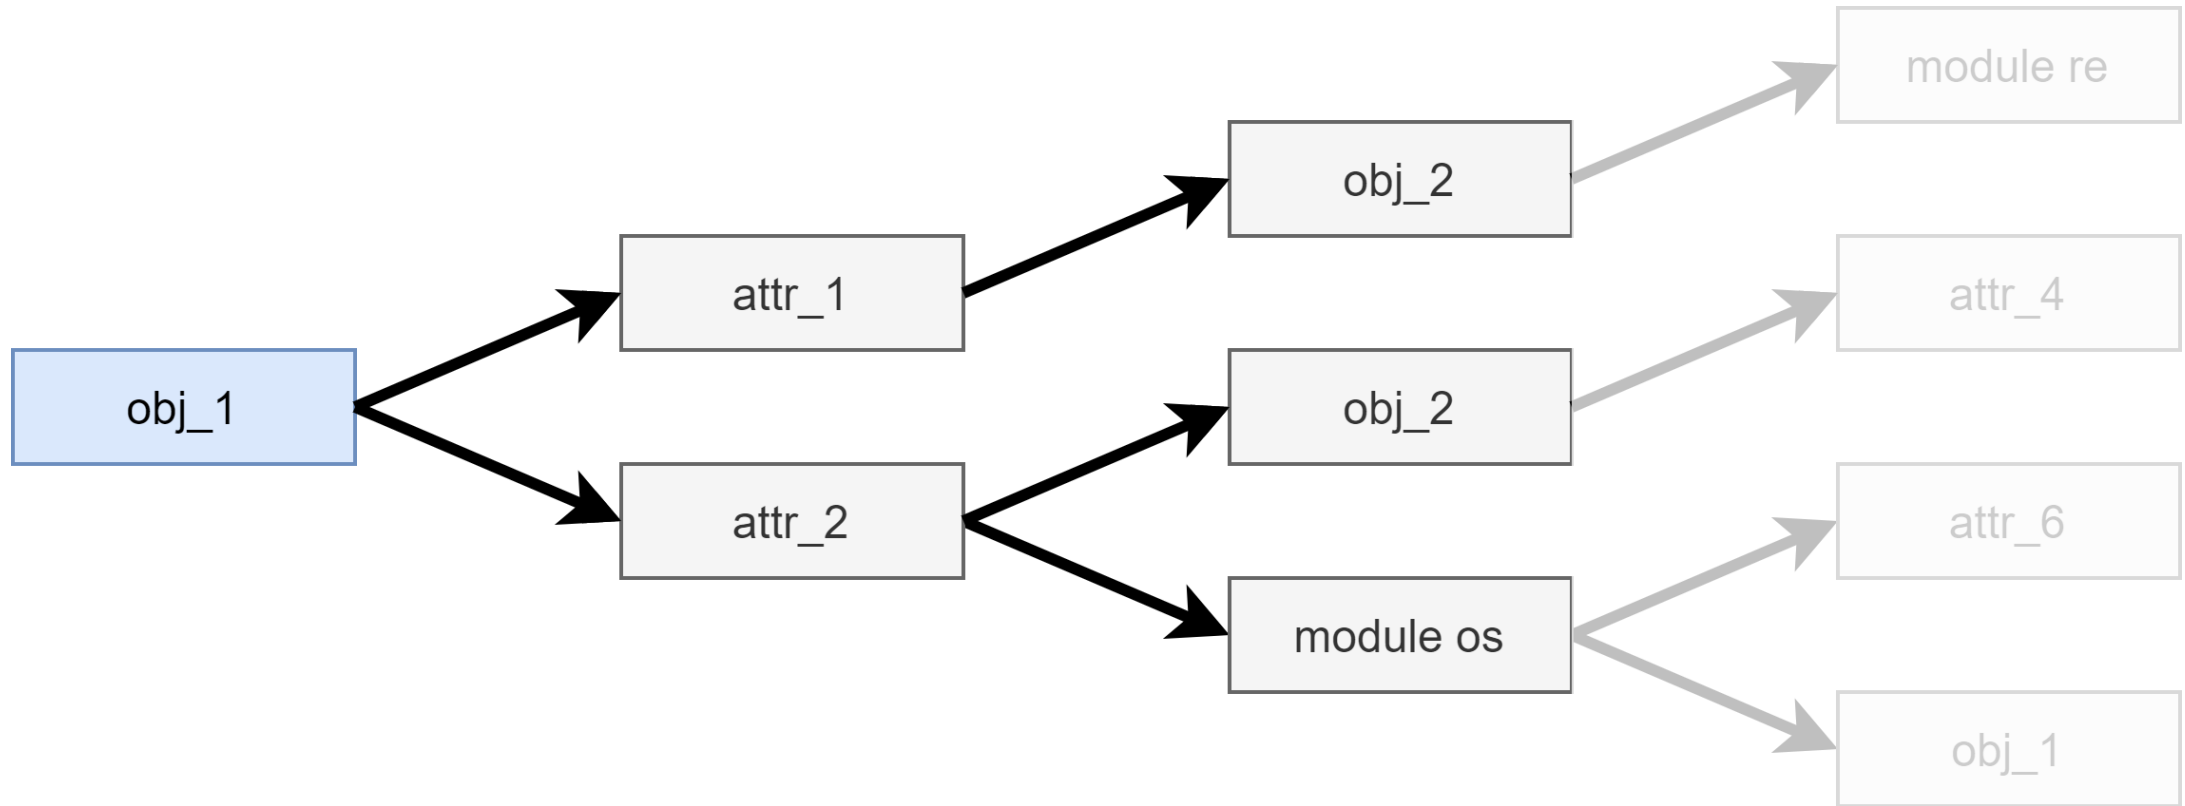 module re
obj_2
attr_1
attr_4
obj_1
obj_2
attr_2
attr_6
module os
obj_1